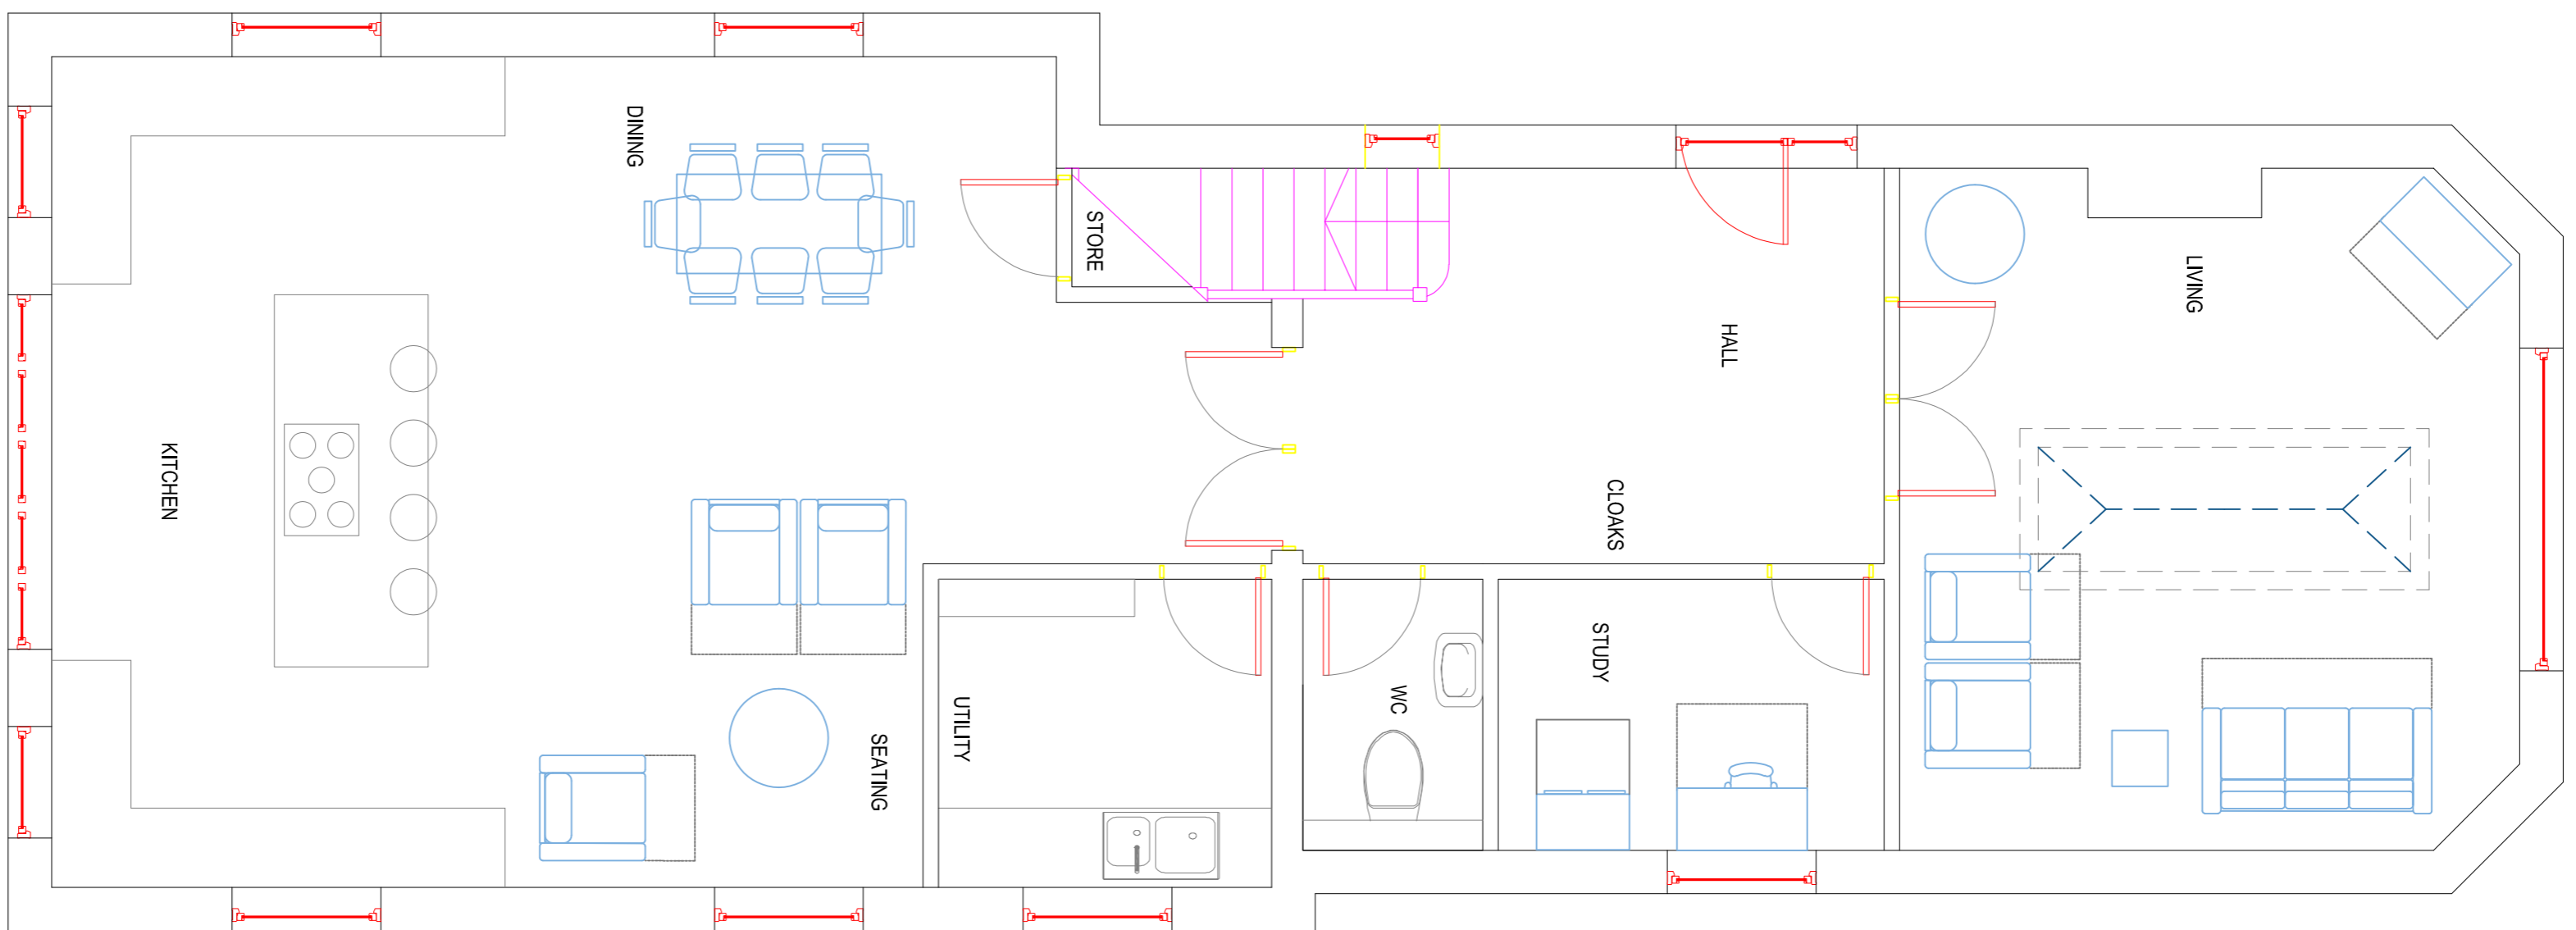 DINING
STORE
LIVING
HALL
KITCHEN
CLOAKS
STUDY
WC
UTILITY
SEATING